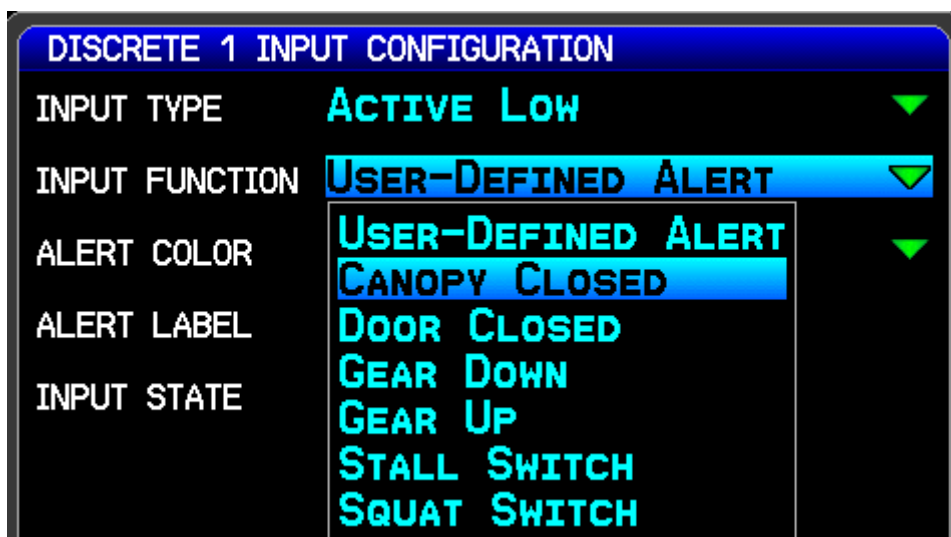 DISCRETE 1 INPUT CONFIGURATION
INPUT TYPE Active Low
INPUT FUNCTION User-Defined Alert
User-Defined Alert
ALERT COLOR
Canopy Closed
ALERT LABEL
Door Closed
Gear Down
INPUT STATE
Gear Up
Stall Switch
Squat Switch